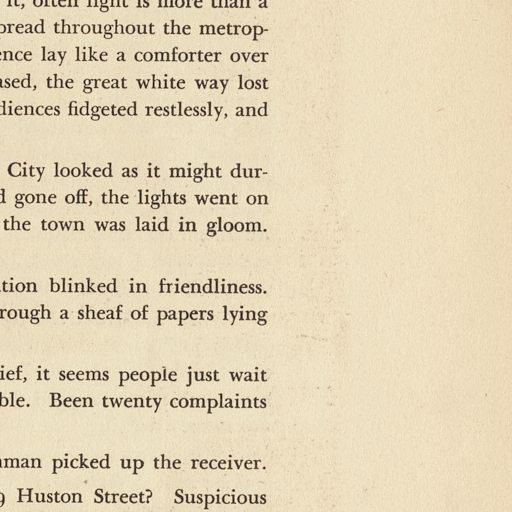 it, often light is more than a
spread throughout the metrop-
ence lay like a comforter over
ased, the great white way lost
diences fidgeted restlessly, and
City looked as it might dur-
d gone off, the lights went on
the town was laid in gloom.
tion blinked in friendliness.
rough a sheaf of papers lying
ief, it seems people just wait
ble. Been twenty complaints
man picked up the receiver.
9 Huston Street? Suspicious